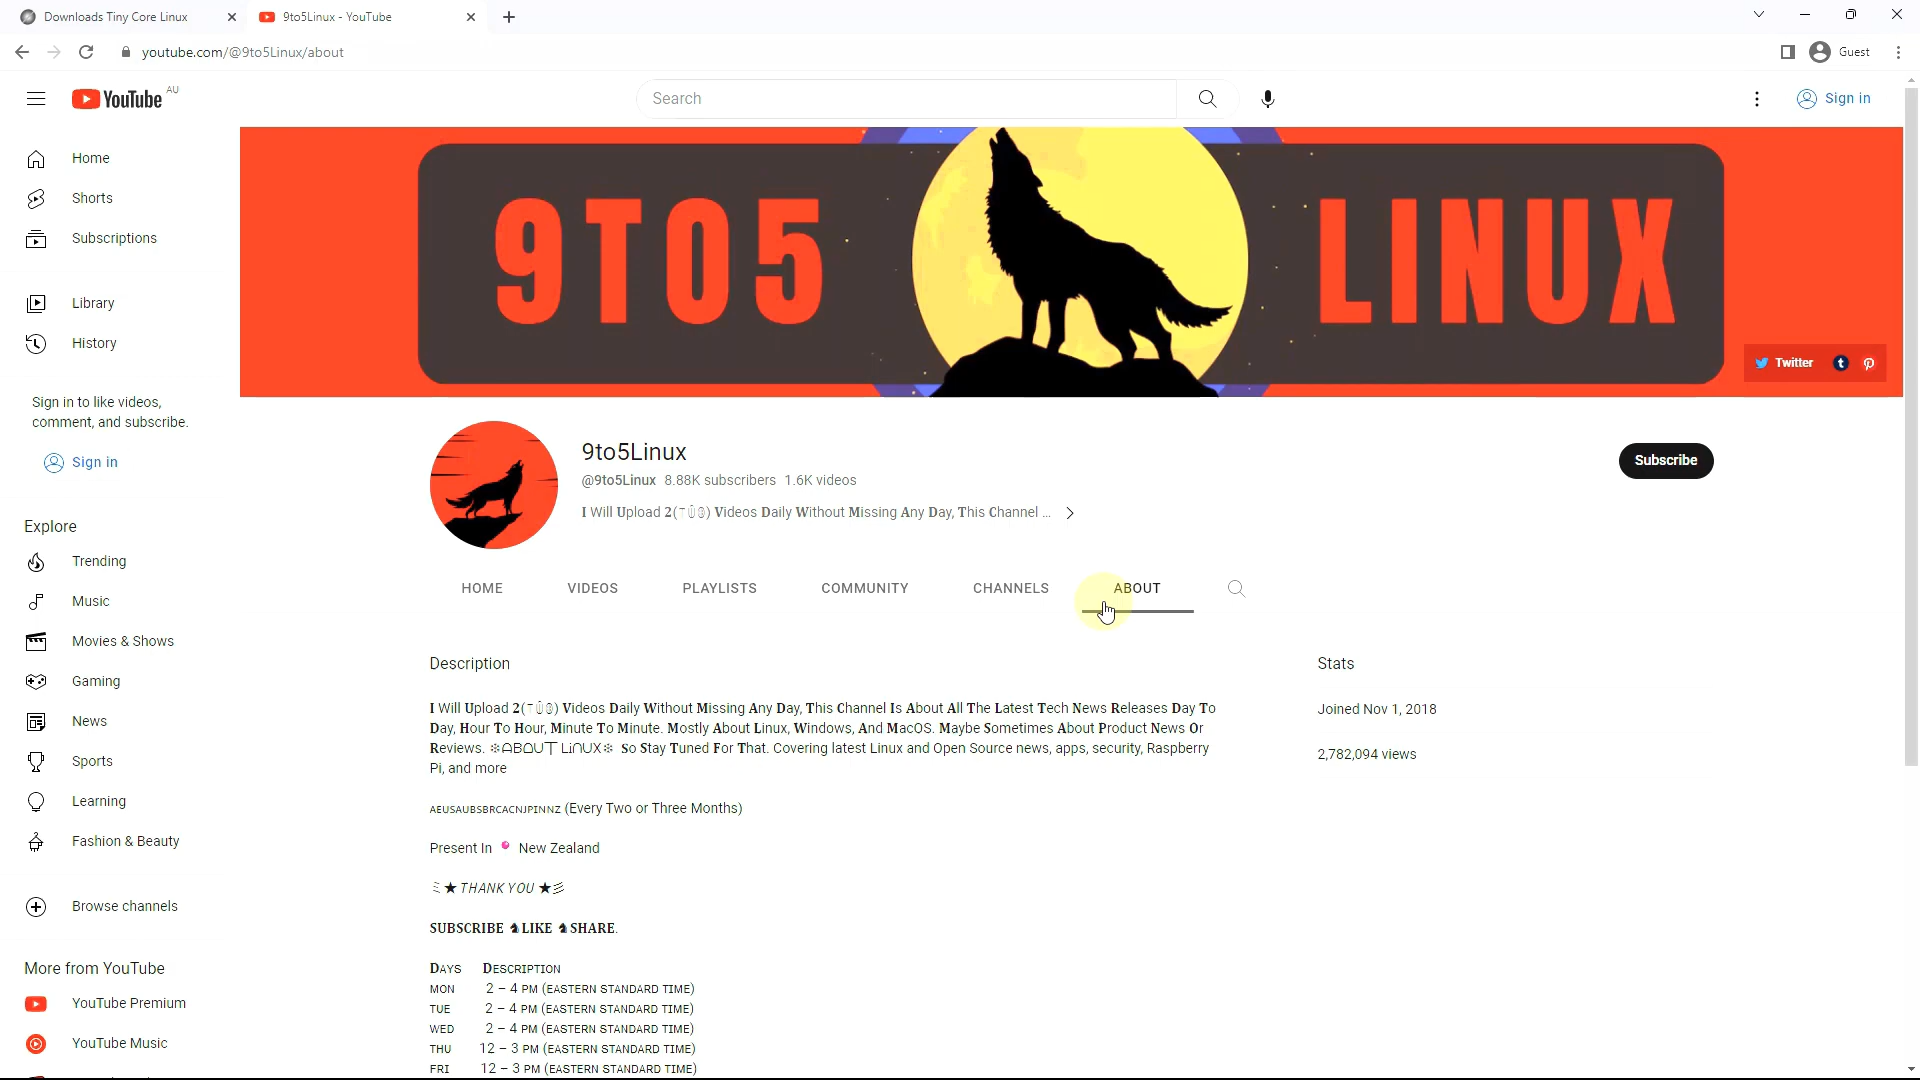 Downloads Tiny Core Linux
9to5Linux - YouTube
youtube.com/@9to5Linux/about
Guest
YouTube AU
Search
Sign in
Home
Shorts
Subscriptions
Library
History
Sign in to like videos,
comment, and subscribe.
Sign in
Explore
Trending
Music
Movies & Shows
Gaming
News
Sports
Learning
Fashion & Beauty
Browse channels
More from YouTube
YouTube Premium
YouTube Music
9TO5 LINUX
Twitter
9to5Linux
@9to5Linux 8.88K subscribers 1.6K videos
I Will Upload 2( ) Videos Daily Without Missing Any Day, This Channel ...
Subscribe
HOME VIDEOS PLAYLISTS COMMUNITY CHANNELS ABOUT
Description
I Will Upload 2( ) Videos Daily Without Missing Any Day, This Channel Is About All The Latest Tech News Releases Day To
Day, Hour To Hour, Minute To Minute. Mostly About Linux, Windows, And MacOS. Maybe Sometimes About Product News Or
Reviews. ※ABOUT LinUX※ So Stay Tuned For That. Covering latest Linux and Open Source news, apps, security, Raspberry
Pi, and more
AEUSAUBSBRCACNJPINNZ (Every Two or Three Months)
Present In New Zealand
ミ★ THANK YOU ★彡
SUBSCRIBE ♞LIKE ♞SHARE.
DAYS DESCRIPTION
MON 2 – 4 PM (EASTERN STANDARD TIME)
TUE 2 – 4 PM (EASTERN STANDARD TIME)
WED 2 – 4 PM (EASTERN STANDARD TIME)
THU 12 – 3 PM (EASTERN STANDARD TIME)
FRI 12 – 3 PM (EASTERN STANDARD TIME)
Stats
Joined Nov 1, 2018
2,782,094 views